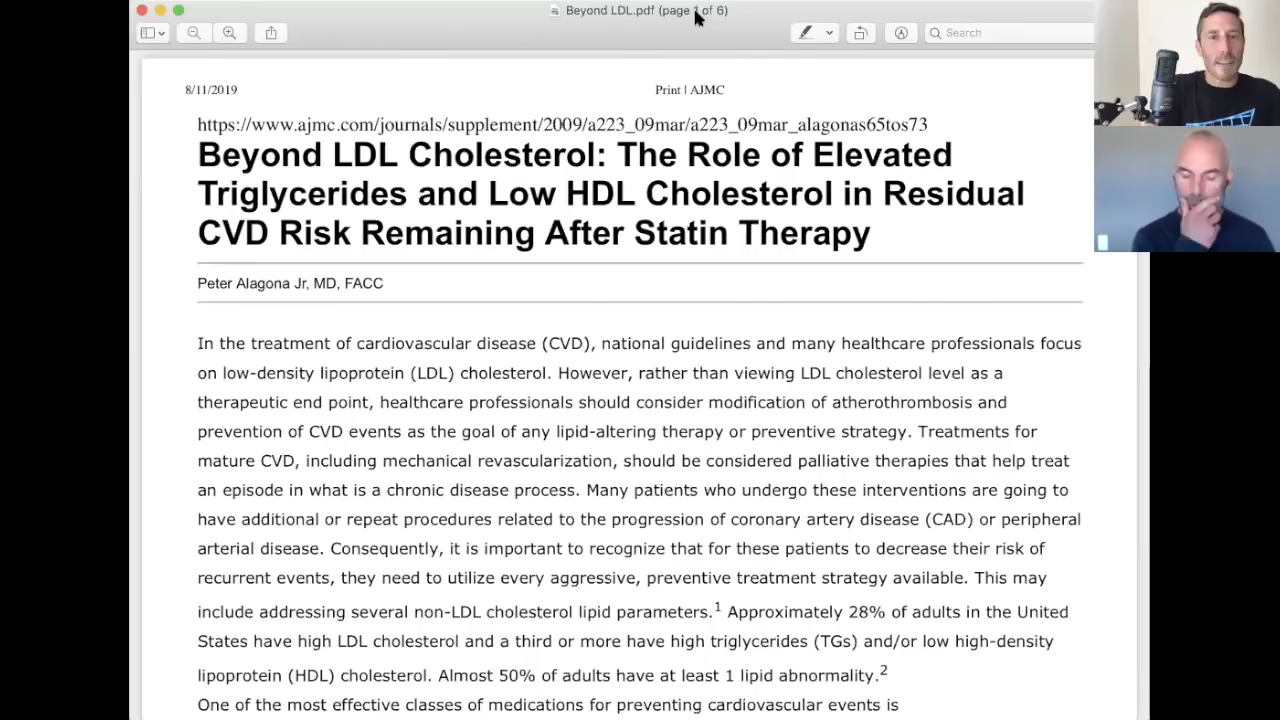 Beyond LDL.pdf (page 1 of 6)
Search
8/11/2019
Print | AJMC
https://www.ajmc.com/journals/supplement/2009/a223_09mar/a223_09mar_alagonas65tos73
Beyond LDL Cholesterol: The Role of Elevated
Triglycerides and Low HDL Cholesterol in Residual
CVD Risk Remaining After Statin Therapy
Peter Alagona Jr, MD, FACC
In the treatment of cardiovascular disease (CVD), national guidelines and many healthcare professionals focus
on low-density lipoprotein (LDL) cholesterol. However, rather than viewing LDL cholesterol level as a
therapeutic end point, healthcare professionals should consider modification of atherothrombosis and
prevention of CVD events as the goal of any lipid-altering therapy or preventive strategy. Treatments for
mature CVD, including mechanical revascularization, should be considered palliative therapies that help treat
an episode in what is a chronic disease process. Many patients who undergo these interventions are going to
have additional or repeat procedures related to the progression of coronary artery disease (CAD) or peripheral
arterial disease. Consequently, it is important to recognize that for these patients to decrease their risk of
recurrent events, they need to utilize every aggressive, preventive treatment strategy available. This may
include addressing several non-LDL cholesterol lipid parameters.1 Approximately 28% of adults in the United
States have high LDL cholesterol and a third or more have high triglycerides (TGs) and/or low high-density
lipoprotein (HDL) cholesterol. Almost 50% of adults have at least 1 lipid abnormality.2
One of the most effective classes of medications for preventing cardiovascular events is